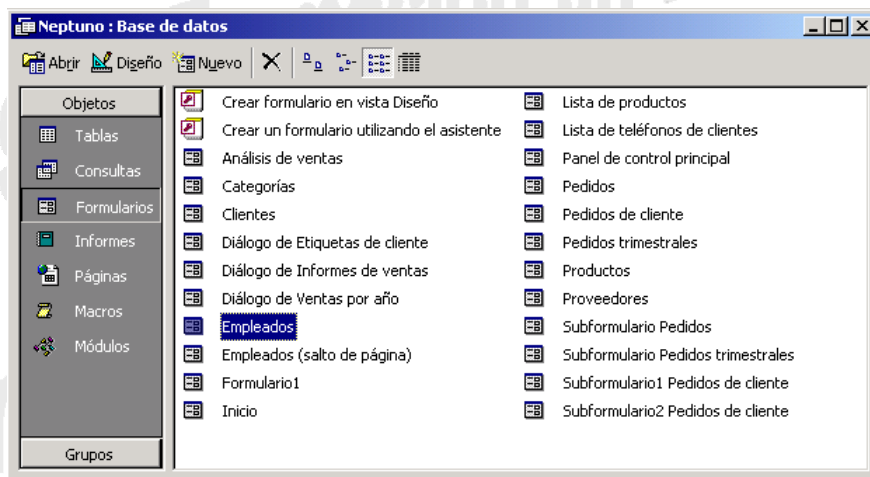 Neptuno : Base de datos
Abrir Diseño Nuevo
Objetos
Tablas
Consultas
Formularios
Informes
Páginas
Macros
Módulos
Grupos
Crear formulario en vista Diseño
Crear un formulario utilizando el asistente
Análisis de ventas
Categorías
Clientes
Diálogo de Etiquetas de cliente
Diálogo de Informes de ventas
Diálogo de Ventas por año
Empleados
Empleados (salto de página)
Formulario1
Inicio
Lista de productos
Lista de teléfonos de clientes
Panel de control principal
Pedidos
Pedidos de cliente
Pedidos trimestrales
Productos
Proveedores
Subformulario Pedidos
Subformulario Pedidos trimestrales
Subformulario1 Pedidos de cliente
Subformulario2 Pedidos de cliente